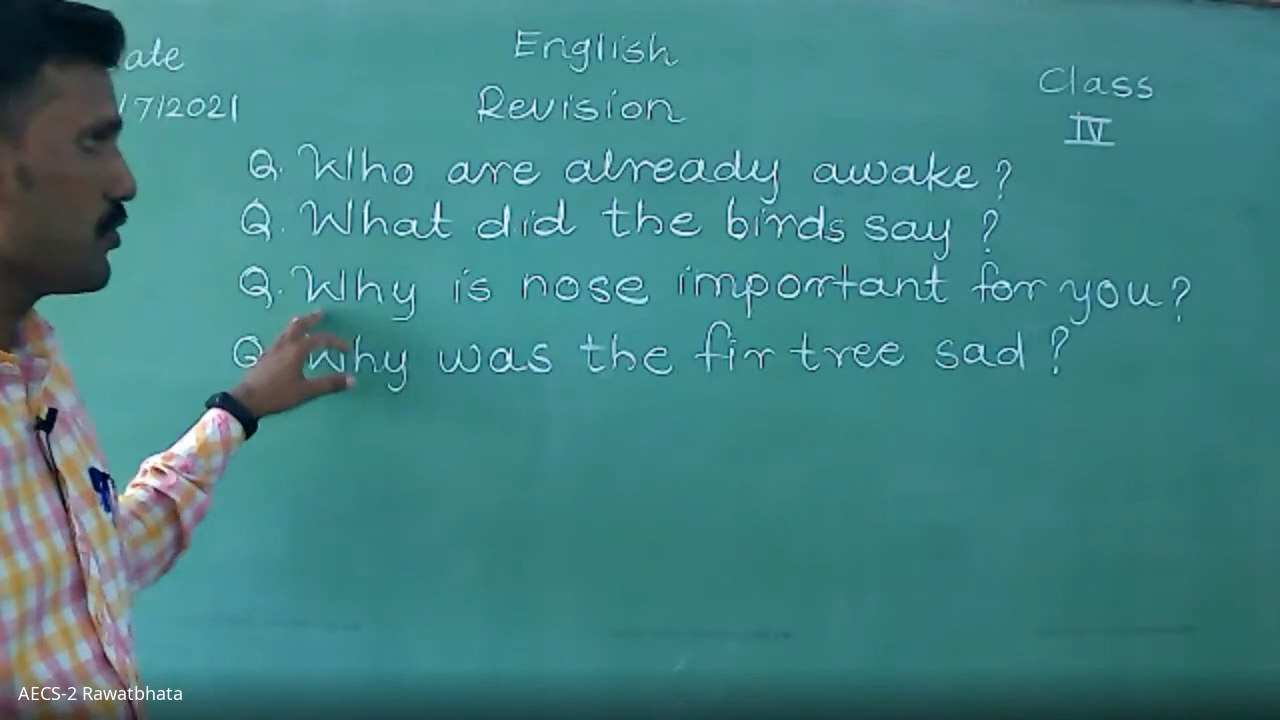 English
ate
Class
/7/2021
Revision
IV
Q. Who are already awake?
Q. What did the birds say?
Q. Why is nose important for you?
Q. Why was the fir tree sad?
AECS-2 Rawatbhata